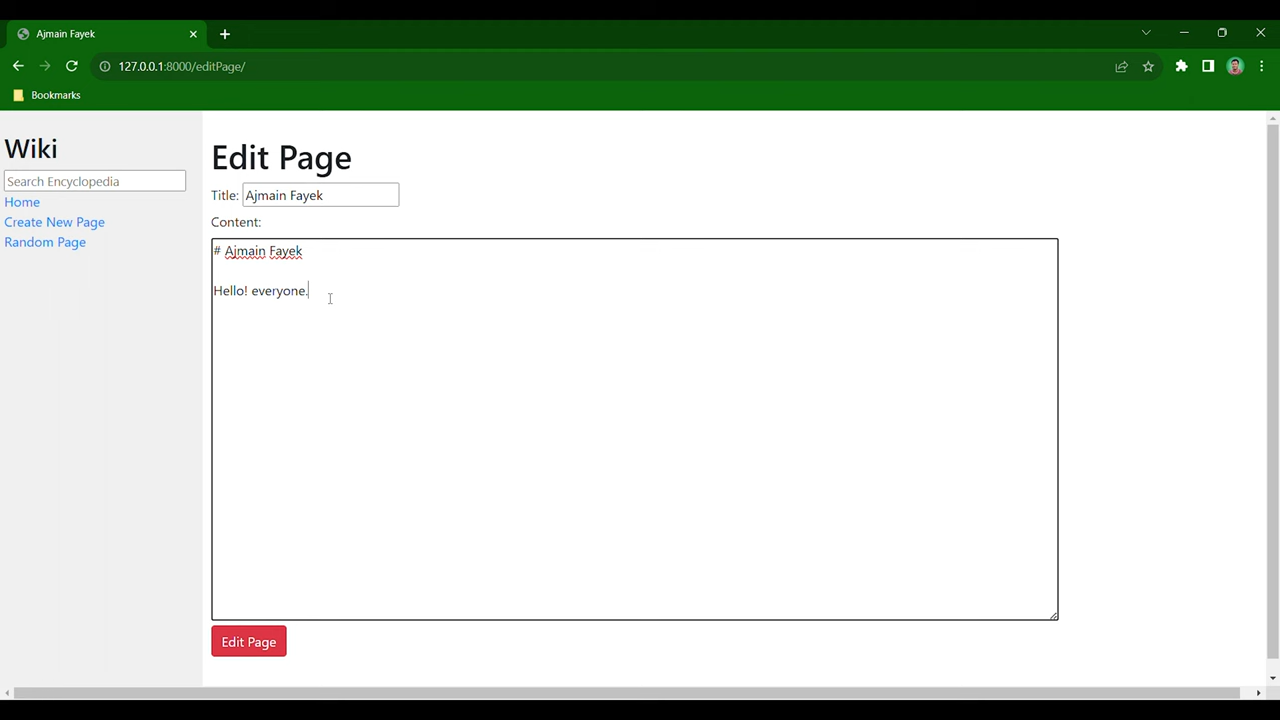 Ajmain Fayek
127.0.0.1:8000/editPage/
Bookmarks
Wiki
Search Encyclopedia
Home
Create New Page
Random Page
Edit Page
Title: Ajmain Fayek
Content:
# Ajmain Fayek
Hello! everyone.
Edit Page